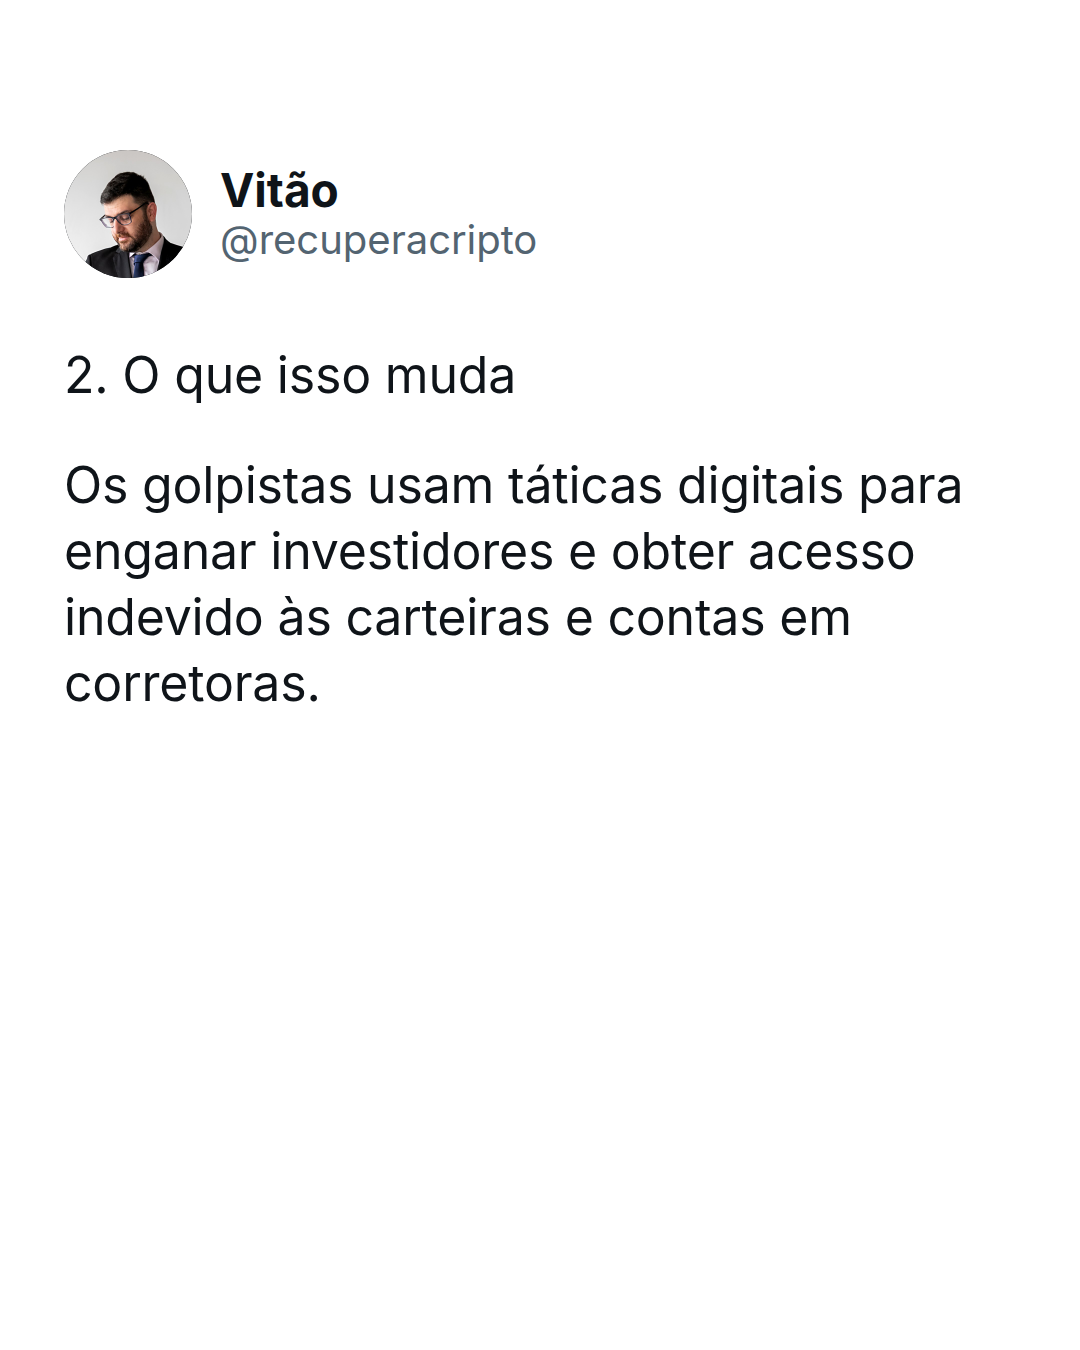 Vitão
@recuperacripto
2. O que isso muda
Os golpistas usam táticas digitais para
enganar investidores e obter acesso
indevido às carteiras e contas em
corretoras.